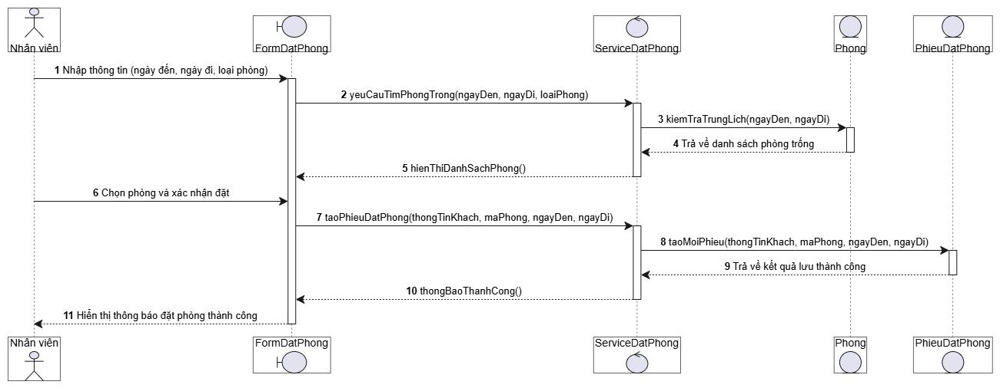 Nhân viên
FormDatPhong
ServiceDatPhong
Phong
PhieuDatPhong
1 Nhập thông tin (ngày đến, ngày đi, loại phòng)
2 yeuCauTimPhongTrong(ngayDen, ngayDi, loaiPhong)
3 kiemTraTrungLich(ngayDen, ngayDi)
4 Trả về danh sách phòng trống
5 hienThiDanhSachPhong()
6 Chọn phòng và xác nhận đặt
7 taoPhieuDatPhong(thongTinKhach, maPhong, ngayDen, ngayDi)
8 taoMoiPhieu(thongTinKhach, maPhong, ngayDen, ngayDi)
9 Trả về kết quả lưu thành công
10 thongBaoThanhCong()
11 Hiển thị thông báo đặt phòng thành công
Nhân viên
FormDatPhong
ServiceDatPhong
Phong
PhieuDatPhong